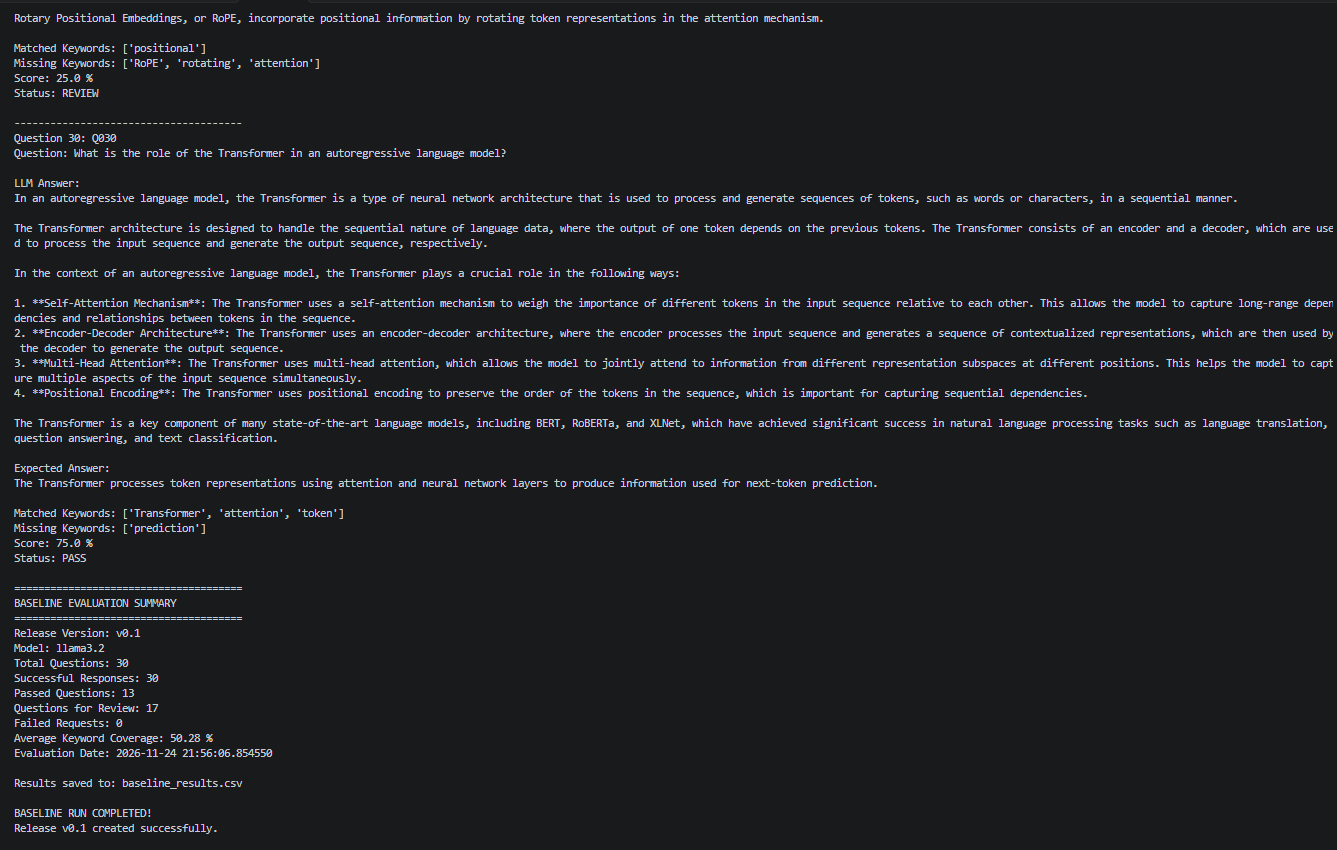 Rotary Positional Embeddings, or RoPE, incorporate positional information by rotating token representations in the attention mechanism.
Matched Keywords: ['positional']
Missing Keywords: ['RoPE', 'rotating', 'attention']
Score: 25.0 %
Status: REVIEW
--------------------------------------
Question 30: Q030
Question: What is the role of the Transformer in an autoregressive language model?
LLM Answer:
In an autoregressive language model, the Transformer is a type of neural network architecture that is used to process and generate sequences of tokens, such as words or characters, in a sequential manner.
The Transformer architecture is designed to handle the sequential nature of language data, where the output of one token depends on the previous tokens. The Transformer consists of an encoder and a decoder, which are use
d to process the input sequence and generate the output sequence, respectively.
In the context of an autoregressive language model, the Transformer plays a crucial role in the following ways:
1. **Self-Attention Mechanism**: The Transformer uses a self-attention mechanism to weigh the importance of different tokens in the input sequence relative to each other. This allows the model to capture long-range depen
dencies and relationships between tokens in the sequence.
2. **Encoder-Decoder Architecture**: The Transformer uses an encoder-decoder architecture, where the encoder processes the input sequence and generates a sequence of contextualized representations, which are then used by
the decoder to generate the output sequence.
3. **Multi-Head Attention**: The Transformer uses multi-head attention, which allows the model to jointly attend to information from different representation subspaces at different positions. This helps the model to capt
ure multiple aspects of the input sequence simultaneously.
4. **Positional Encoding**: The Transformer uses positional encoding to preserve the order of the tokens in the sequence, which is important for capturing sequential dependencies.
The Transformer is a key component of many state-of-the-art language models, including BERT, RoBERTa, and XLNet, which have achieved significant success in natural language processing tasks such as language translation,
question answering, and text classification.
Expected Answer:
The Transformer processes token representations using attention and neural network layers to produce information used for next-token prediction.
Matched Keywords: ['Transformer', 'attention', 'token']
Missing Keywords: ['prediction']
Score: 75.0 %
Status: PASS
======================================
BASELINE EVALUATION SUMMARY
======================================
Release Version: v0.1
Model: llama3.2
Total Questions: 30
Successful Responses: 30
Passed Questions: 13
Questions for Review: 17
Failed Requests: 0
Average Keyword Coverage: 50.28 %
Evaluation Date: 2026-11-24 21:56:06.854550
Results saved to: baseline_results.csv
BASELINE RUN COMPLETED!
Release v0.1 created successfully.